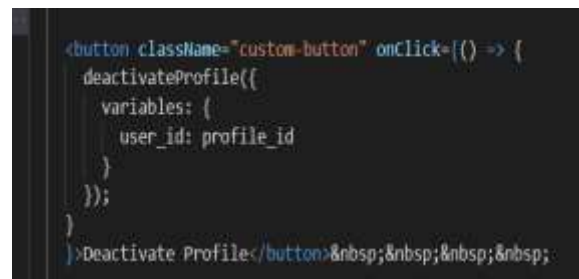 <button className="custom-button" onClick={() => {
deactivateProfile({
variables: {
user_id: profile_id
}
});
}
}>Deactivate Profile</button>&nbsp;&nbsp;&nbsp;&nbsp;